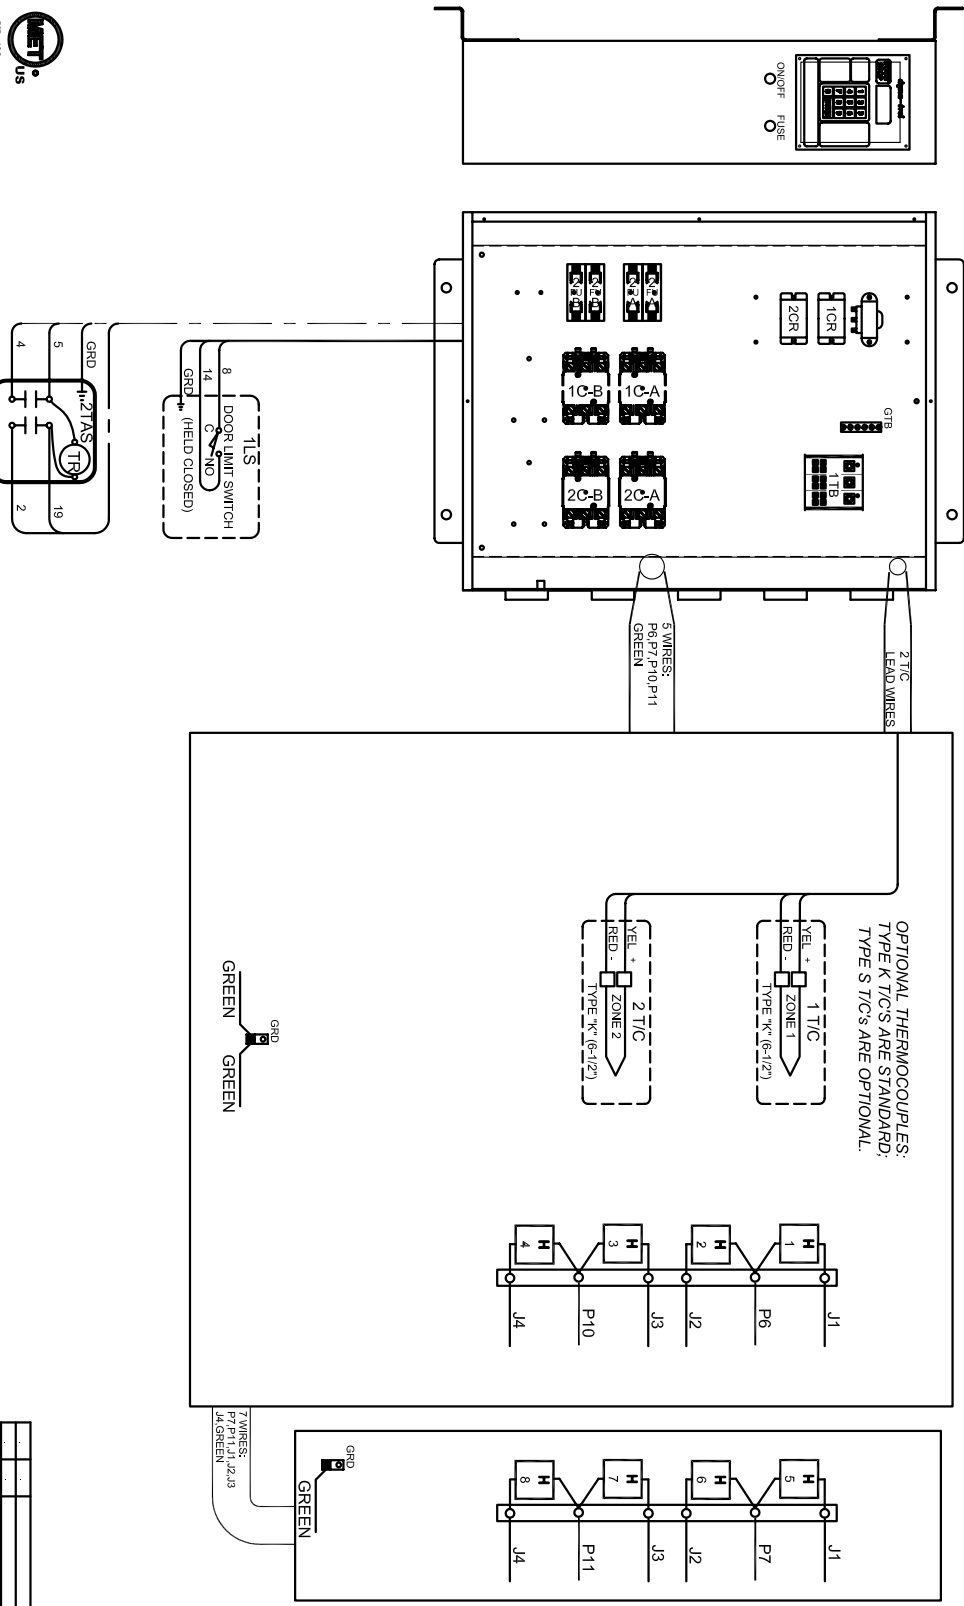 MET
US
ON/OFF
FUSE
2CR
1CR
1C-B
1C-A
2C-B
2C-A
GTB
1TB
4
5
GRD
2TAS
TR
2
19
8
14
GRD
1LS
DOOR LIMIT SWITCH
C
NO
(HELD CLOSED)
5 WIRES:
P6,P7,P10,P11
GREEN
2 T/C
LEAD WIRES
OPTIONAL THERMOCOUPLES:
TYPE K T/C'S ARE STANDARD;
TYPE S T/C's ARE OPTIONAL.
1 T/C
YEL +
RED -
ZONE 1
TYPE "K" (6-1/2")
2 T/C
YEL +
RED -
ZONE 2
TYPE "K" (6-1/2")
GRD
GREEN
GREEN
H 4
H 3
H 2
H 1
J4
P10
J3
J2
P6
J1
7 WIRES:
P7,P11,J1,J2,J3
J4,GREEN
GRD
GREEN
H 8
H 7
H 6
H 5
J4
P11
J3
J2
P7
J1